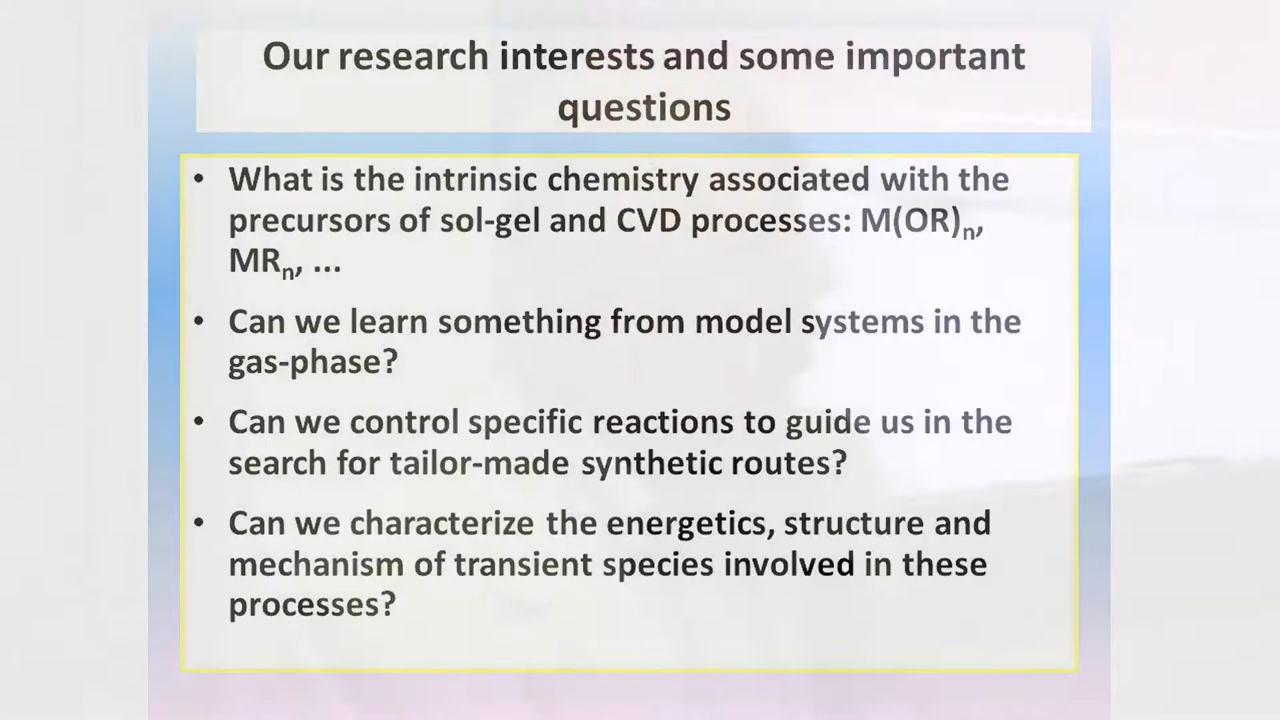 Our research interests and some important
questions
• What is the intrinsic chemistry associated with the
precursors of sol-gel and CVD processes: M(OR)n,
MRn, ...
• Can we learn something from model systems in the
gas-phase?
• Can we control specific reactions to guide us in the
search for tailor-made synthetic routes?
• Can we characterize the energetics, structure and
mechanism of transient species involved in these
processes?